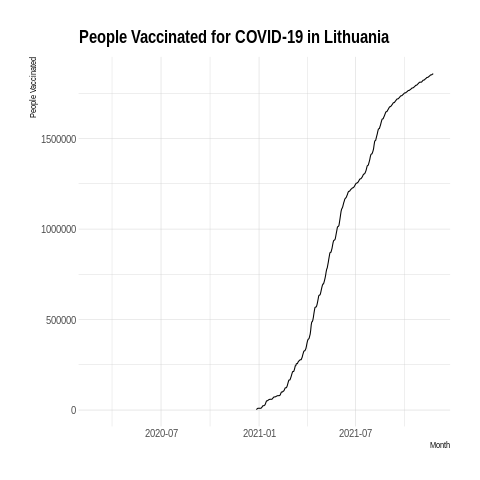 People Vaccinated for COVID-19 in Lithuania
People Vaccinated
1500000
1000000
500000
0
2020-07 2021-01 2021-07
Month